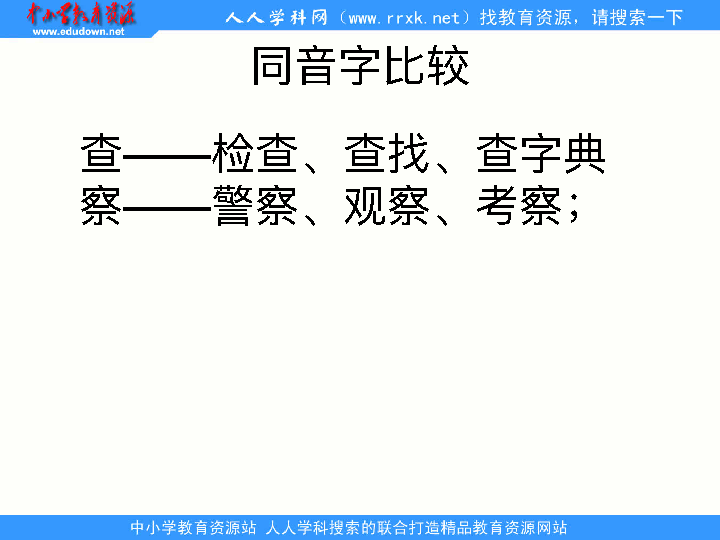 中小学教育资源
www.edudown.net
人人学科网（www.rrxk.net）找教育资源，请搜索一下
同音字比较
查——检查、查找、查字典
察——警察、观察、考察；
中小学教育资源站 人人学科搜索的联合打造精品教育资源网站